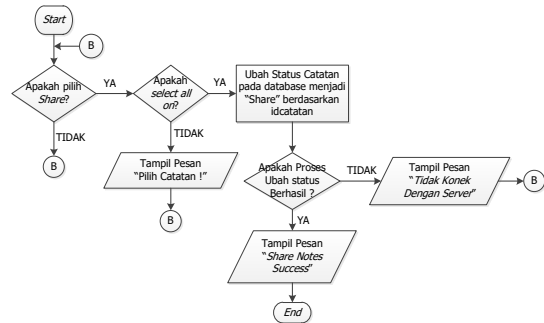 Start
B
Apakah pilih
Share?
YA
TIDAK
B
Apakah
select all
on?
YA
TIDAK
Tampil Pesan
“Pilih Catatan !”
B
Ubah Status Catatan
pada database menjadi
“Share” berdasarkan
idcatatan
Apakah Proses
Ubah status
Berhasil ?
TIDAK
Tampil Pesan
“Tidak Konek
Dengan Server”
B
YA
Tampil Pesan
“Share Notes
Success”
End